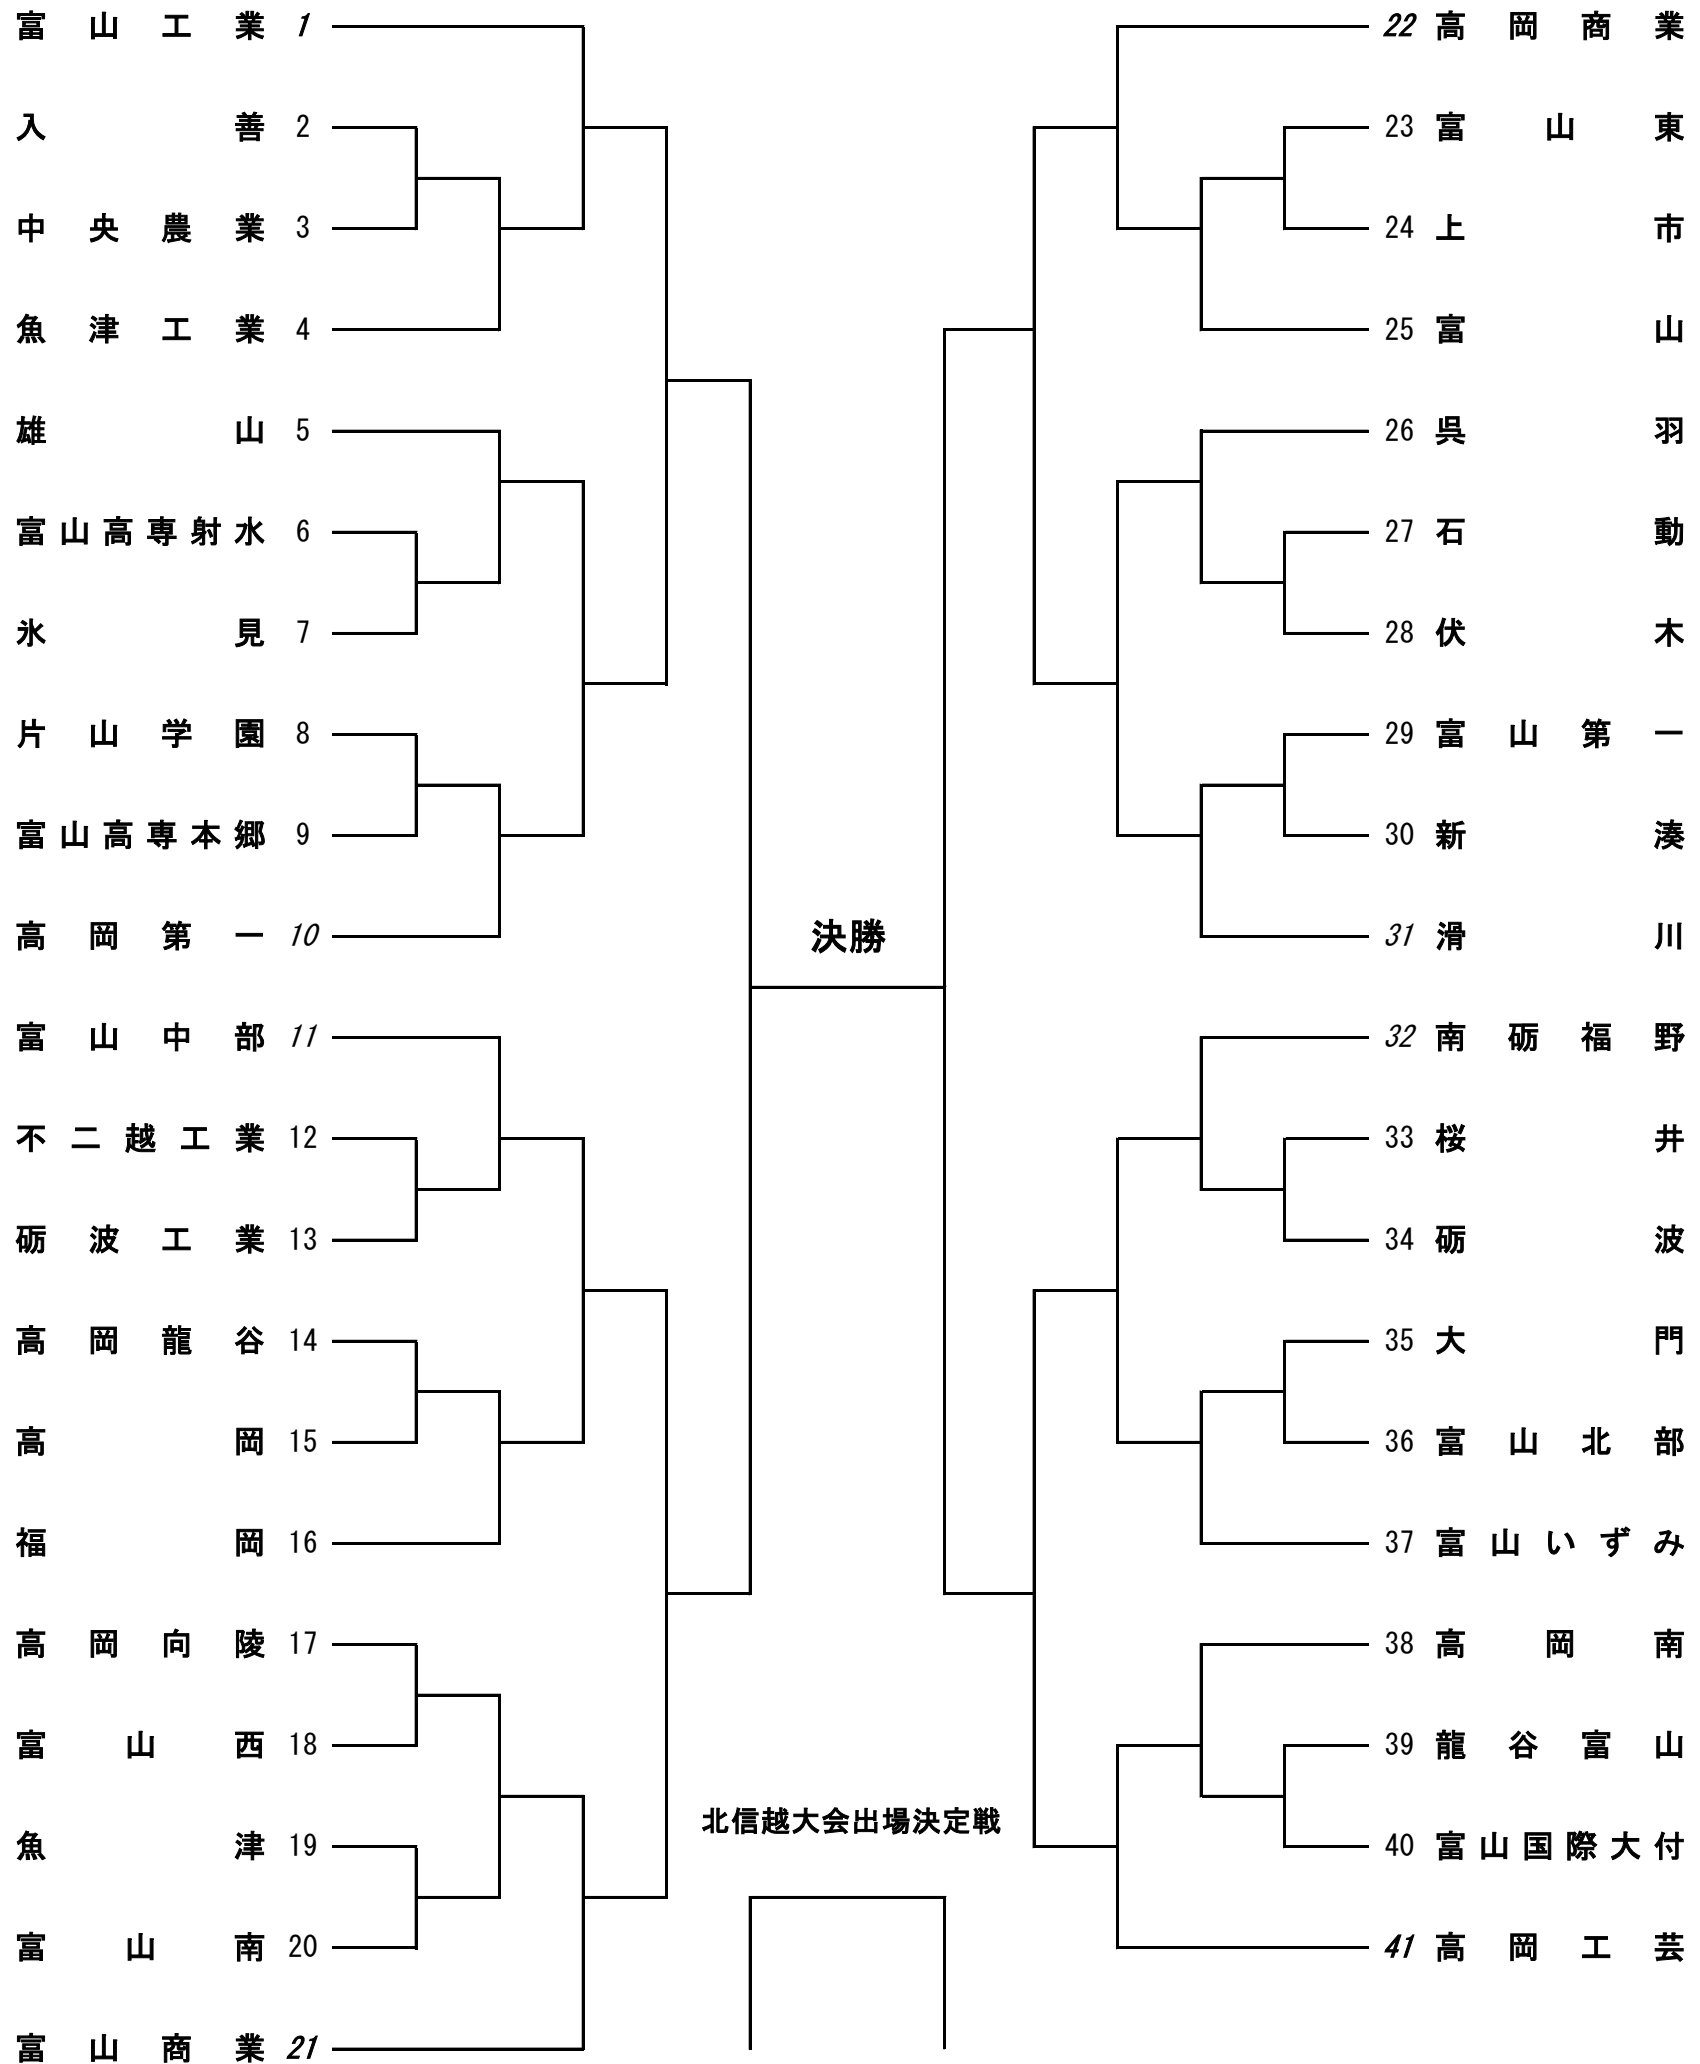 富山工業 1
入善 2
中央農業 3
魚津工業 4
雄山 5
富山高専射水 6
氷見 7
片山学園 8
富山高専本郷 9
高岡第一 10
富山中部 11
不二越工業 12
砺波工業 13
高岡龍谷 14
高岡 15
福岡 16
高岡向陵 17
富山西 18
魚津 19
富山南 20
富山商業 21
決勝
北信越大会出場決定戦
22 高岡商業
23 富山東
24 上市
25 富山
26 呉羽
27 石動
28 伏木
29 富山第一
30 新湊
31 滑川
32 南砺福野
33 桜井
34 砺波
35 大門
36 富山北部
37 富山いずみ
38 高岡南
39 龍谷富山
40 富山国際大付
41 高岡工芸